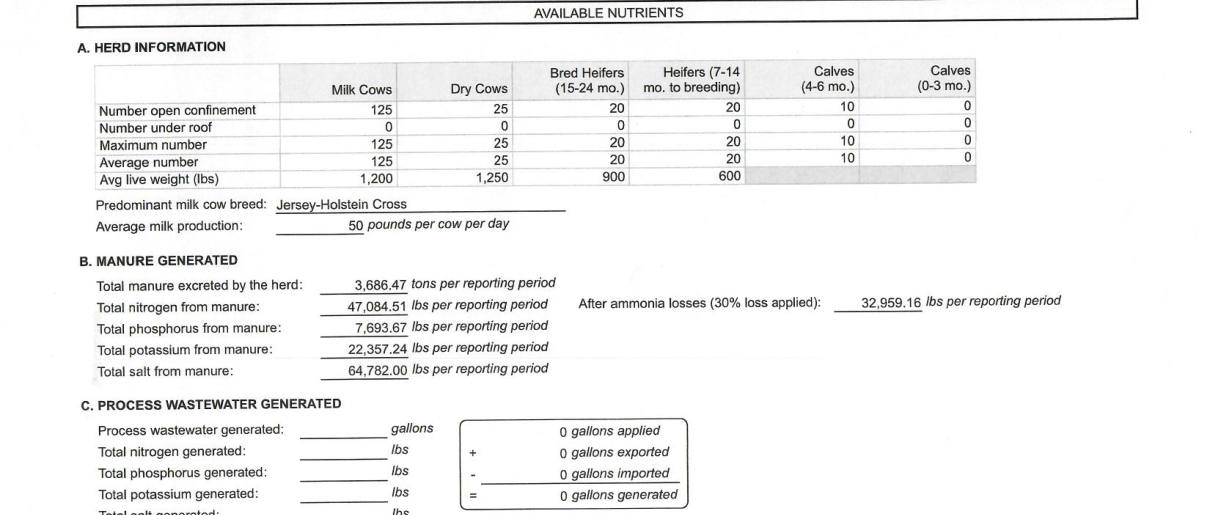 AVAILABLE NUTRIENTS
A. HERD INFORMATION
Milk Cows Dry Cows Bred Heifers (15-24 mo.) Heifers (7-14 mo. to breeding) Calves (4-6 mo.) Calves (0-3 mo.)
Number open confinement 125 25 20 20 10 0
Number under roof 0 0 0 0 0 0
Maximum number 125 25 20 20 10 0
Average number 125 25 20 20 10 0
Avg live weight (lbs) 1,200 1,250 900 600
Predominant milk cow breed: Jersey-Holstein Cross
Average milk production: 50 pounds per cow per day
B. MANURE GENERATED
Total manure excreted by the herd: 3,686.47 tons per reporting period
Total nitrogen from manure: 47,084.51 lbs per reporting period After ammonia losses (30% loss applied): 32,959.16 lbs per reporting period
Total phosphorus from manure: 7,693.67 lbs per reporting period
Total potassium from manure: 22,357.24 lbs per reporting period
Total salt from manure: 64,782.00 lbs per reporting period
C. PROCESS WASTEWATER GENERATED
Process wastewater generated: gallons 0 gallons applied
Total nitrogen generated: lbs + 0 gallons exported
Total phosphorus generated: lbs - 0 gallons imported
Total potassium generated: lbs = 0 gallons generated
Total salt generated: lbs